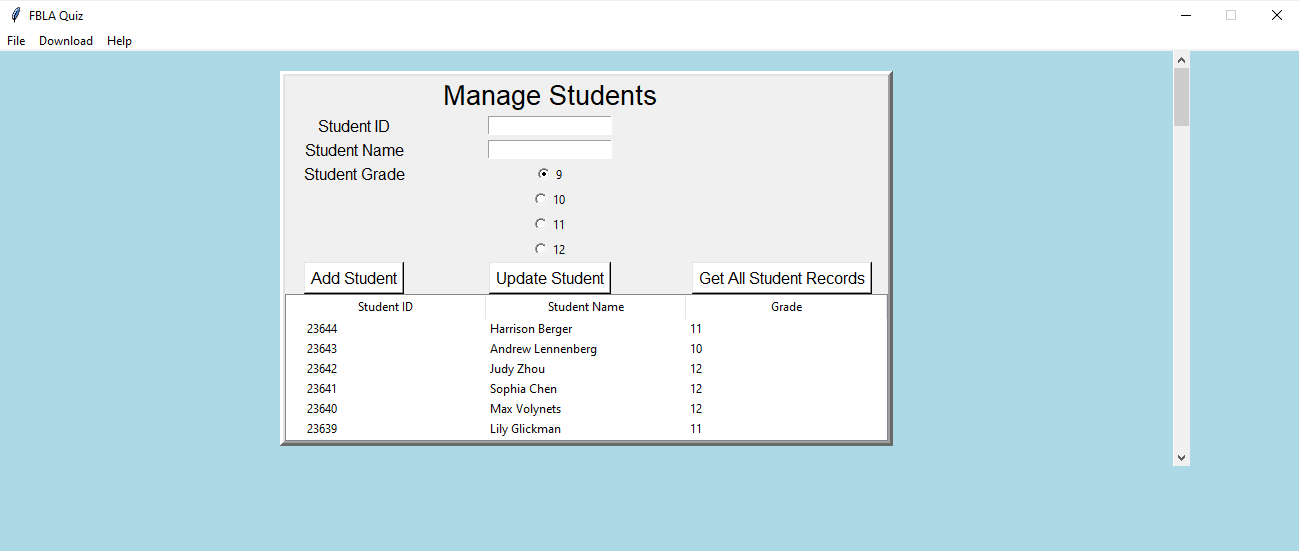 FBLA Quiz
File Download Help
Manage Students
Student ID
Student Name
Student Grade 9
10
11
12
Add Student Update Student Get All Student Records
Student ID Student Name Grade
23644 Harrison Berger 11
23643 Andrew Lennenberg 10
23642 Judy Zhou 12
23641 Sophia Chen 12
23640 Max Volynets 12
23639 Lily Glickman 11